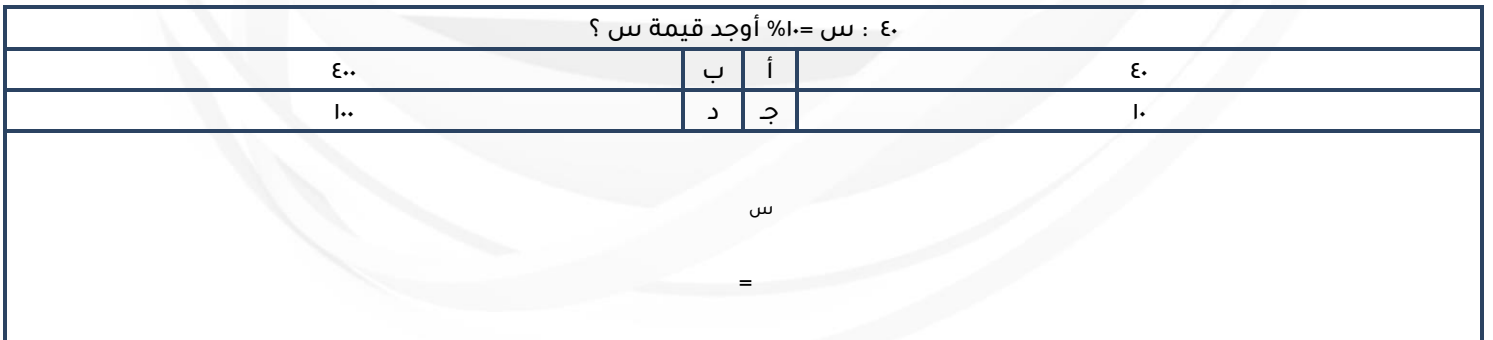 ٤٠ : س =١٠% أوجد قيمة س ؟
٤٠ أ ب ٤٠٠
١٠ جـ د ١٠٠
س
=